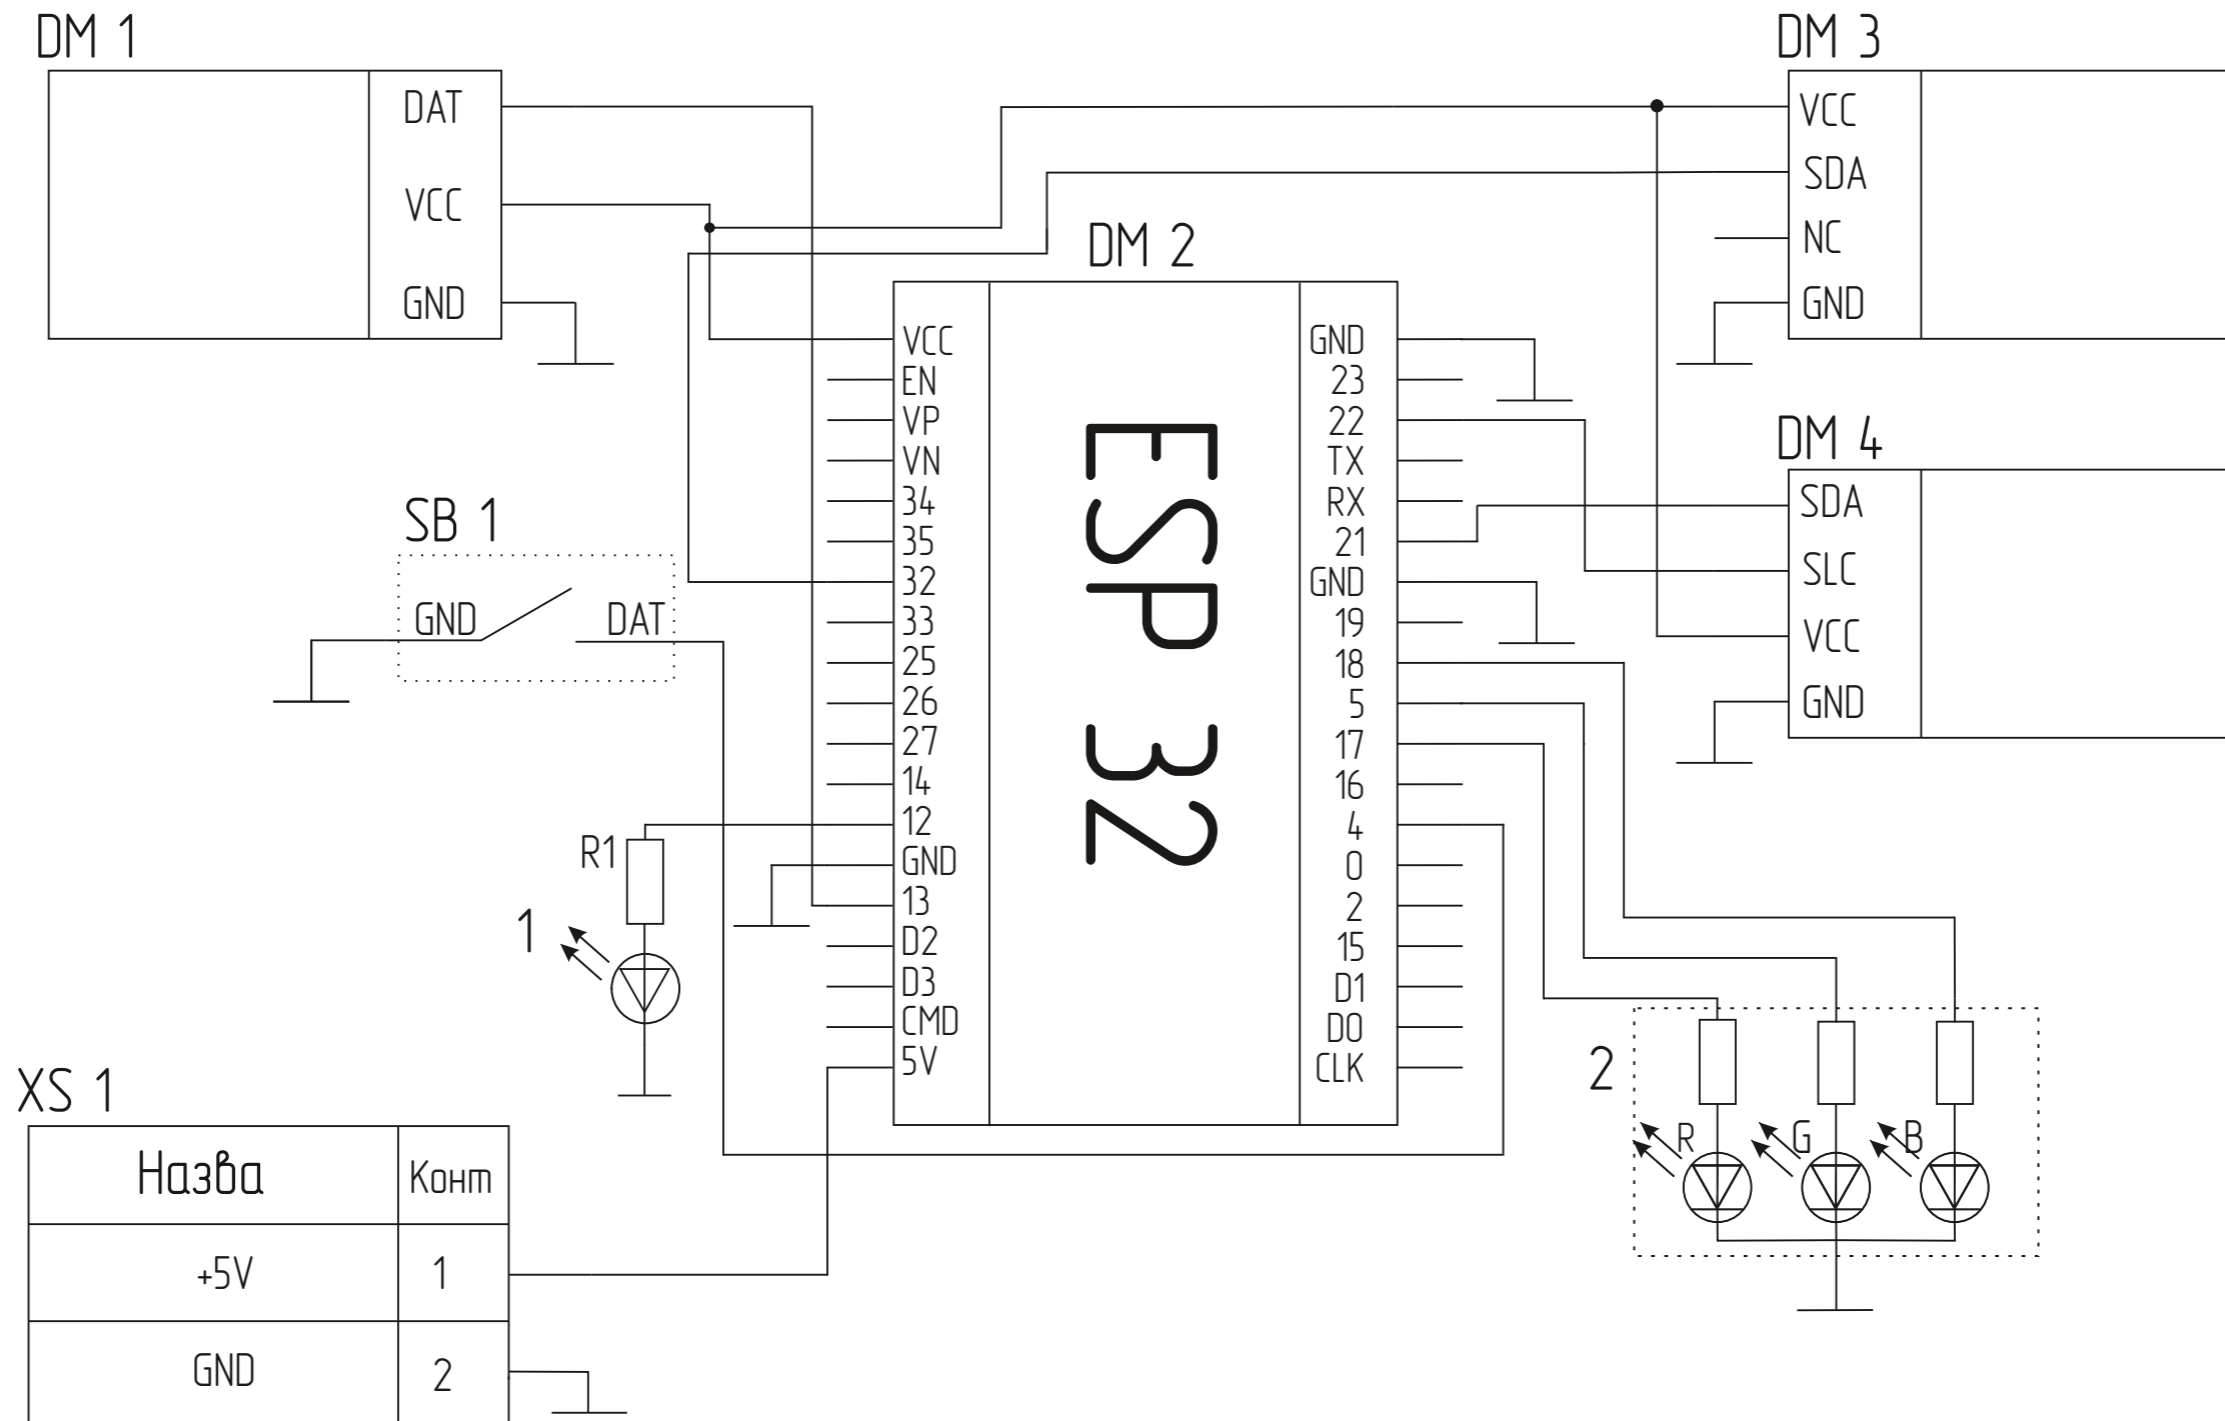 DM 1
DAT
VCC
GND
DM 3
VCC
SDA
NC
GND
DM 2
VCC
EN
VP
VN
34
35
32
33
25
26
27
14
12
GND
13
D2
D3
CMD
5V
ESP 32
GND
23
22
TX
RX
21
GND
19
18
5
17
16
4
0
2
15
D1
D0
CLK
DM 4
SDA
SLC
VCC
GND
SB 1
GND DAT
R1
1
2
R G B
XS 1
Назва Конт
+5V 1
GND 2